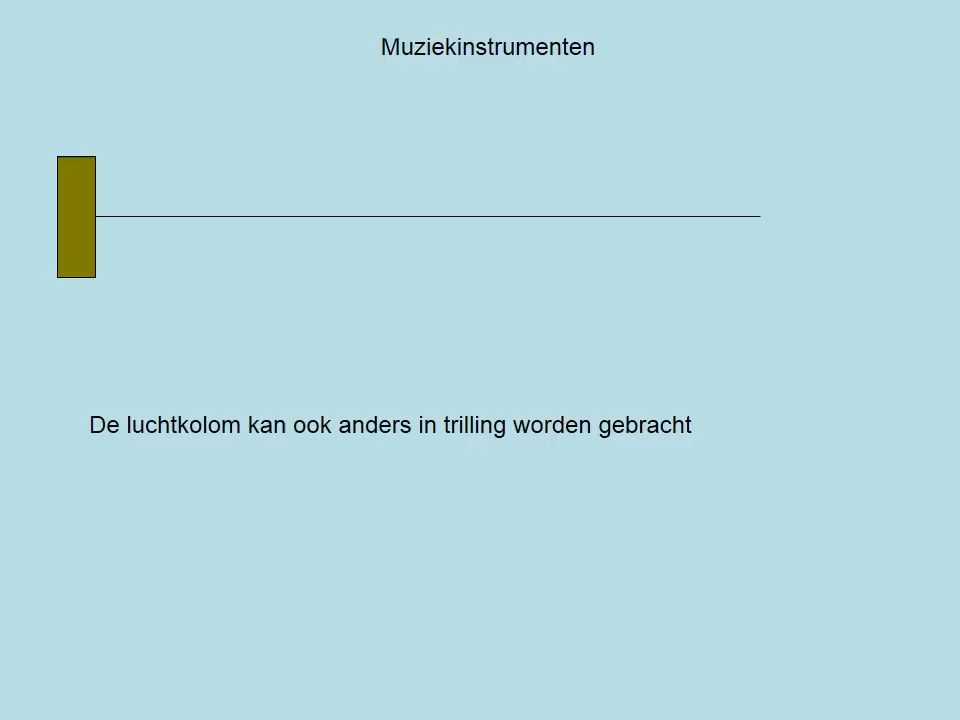 Muziekinstrumenten
De luchtkolom kan ook anders in trilling worden gebracht